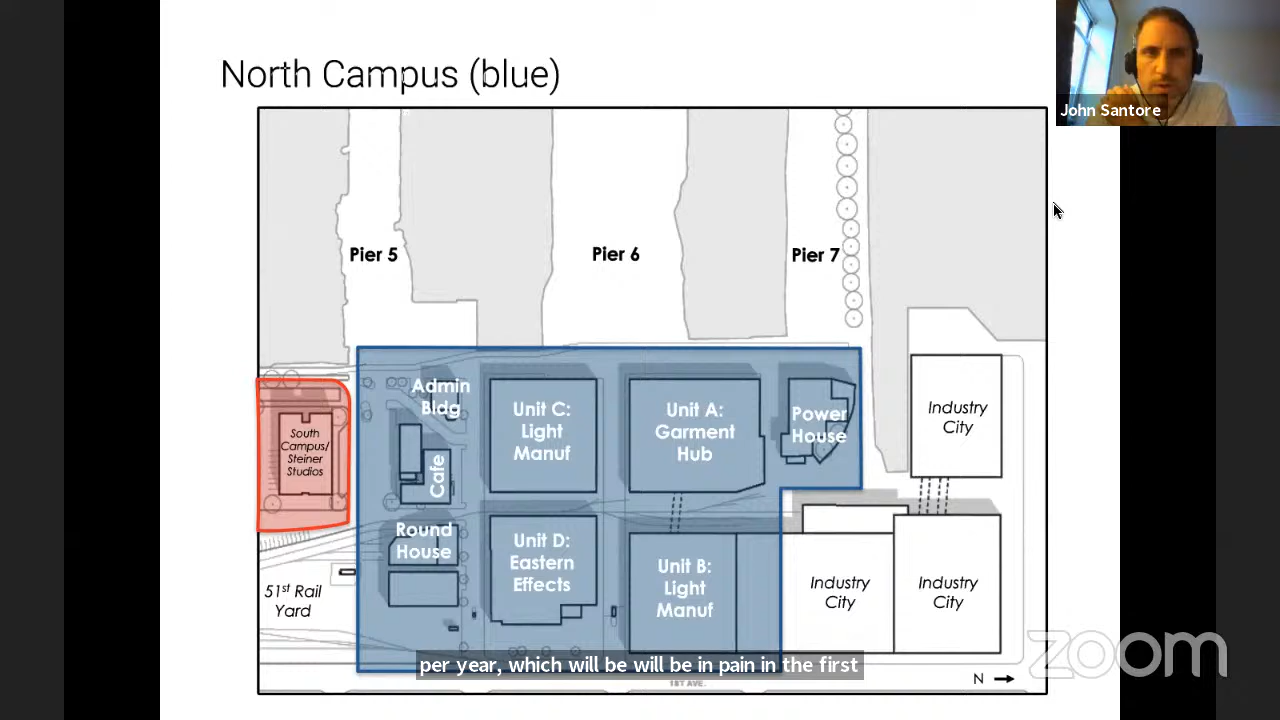 North Campus (blue)
John Santore
Pier 5
Pier 6
Pier 7
Admin
Bldg
Unit C:
Light
Manuf
Unit A:
Garment
Hub
Power
House
Industry
City
South
Campus/
Steiner
Studios
Cafe
Round
House
Unit D:
Eastern
Effects
Unit B:
Light
Manuf
Industry
City
Industry
City
51st Rail
Yard
per year, which will be will be in pain in the first
1ST AVE.
N
zoom